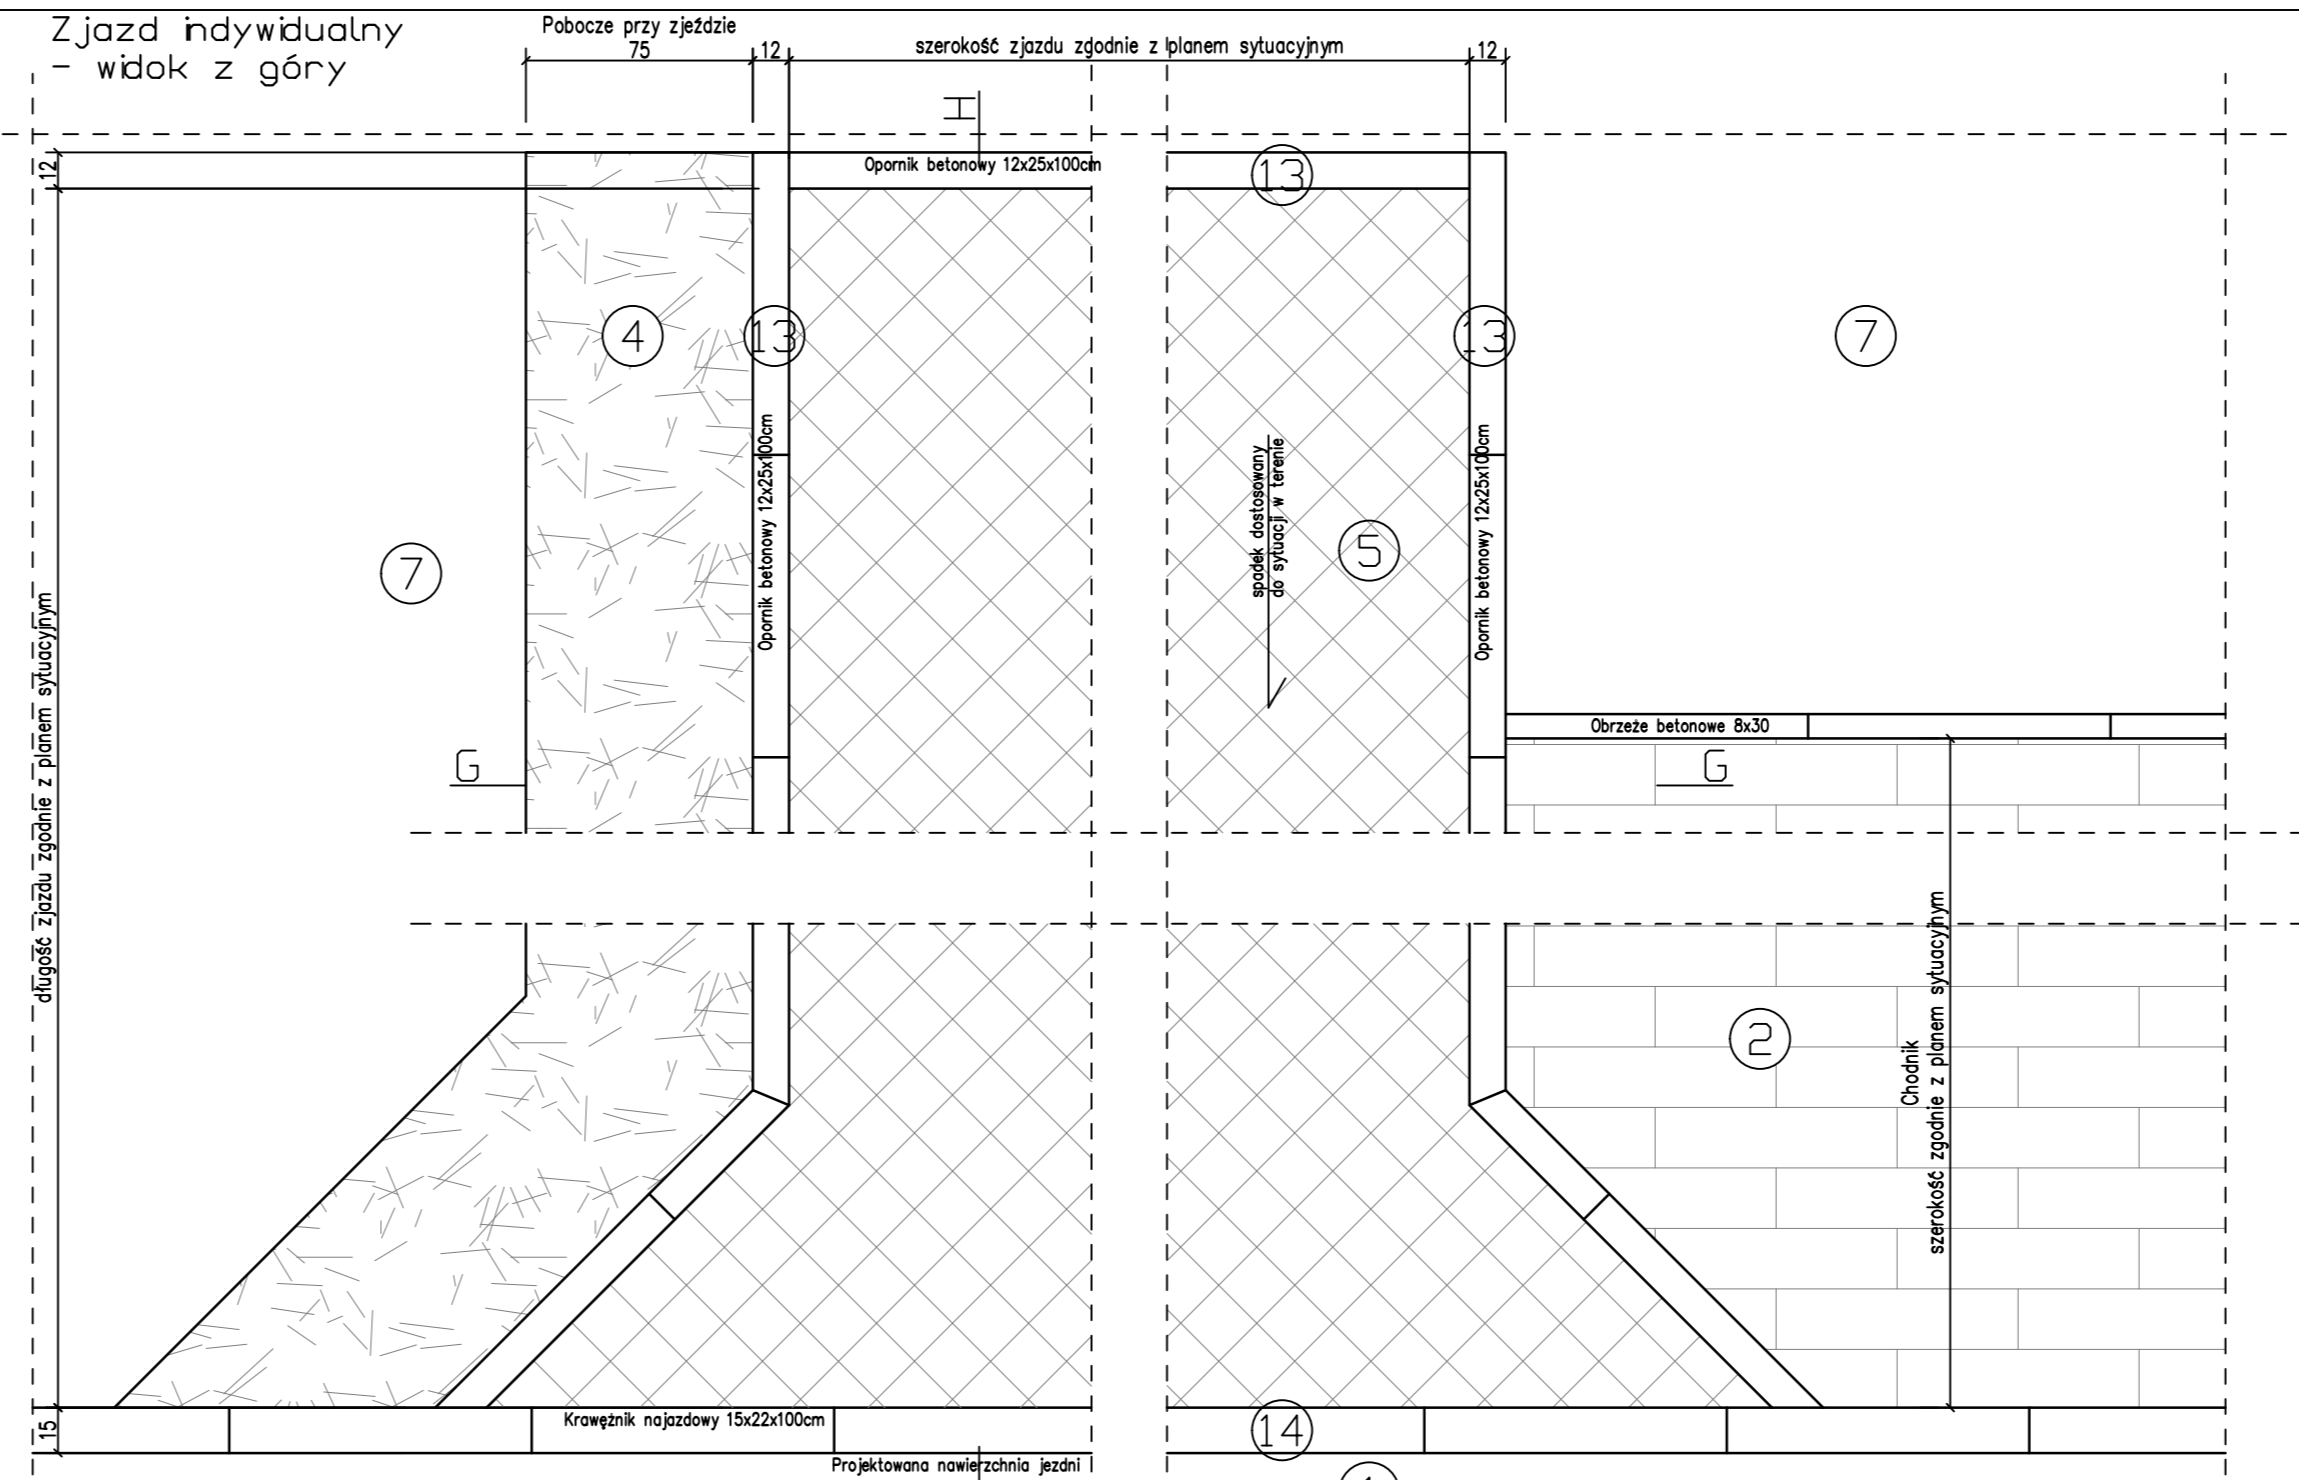 Zjazd indywidualny
- widok z góry
Pobocze przy zjeździe
75
12
szerokość zjazdu zgodnie z planem sytuacyjnym
12
H
12
Opornik betonowy 12x25x100cm
13
4
13
13
7
Opornik betonowy 12x25x100cm
spadek dostosowany
do sytuacji w terenie
Opornik betonowy 12x25x100cm
5
7
długość zjazdu zgodnie z planem sytuacyjnym
Obrzeże betonowe 8x30
G
G
2
Chodnik
szerokość zgodnie z planem sytuacyjnym
15
Krawężnik najazdowy 15x22x100cm
14
Projektowana nawierzchnia jezdni